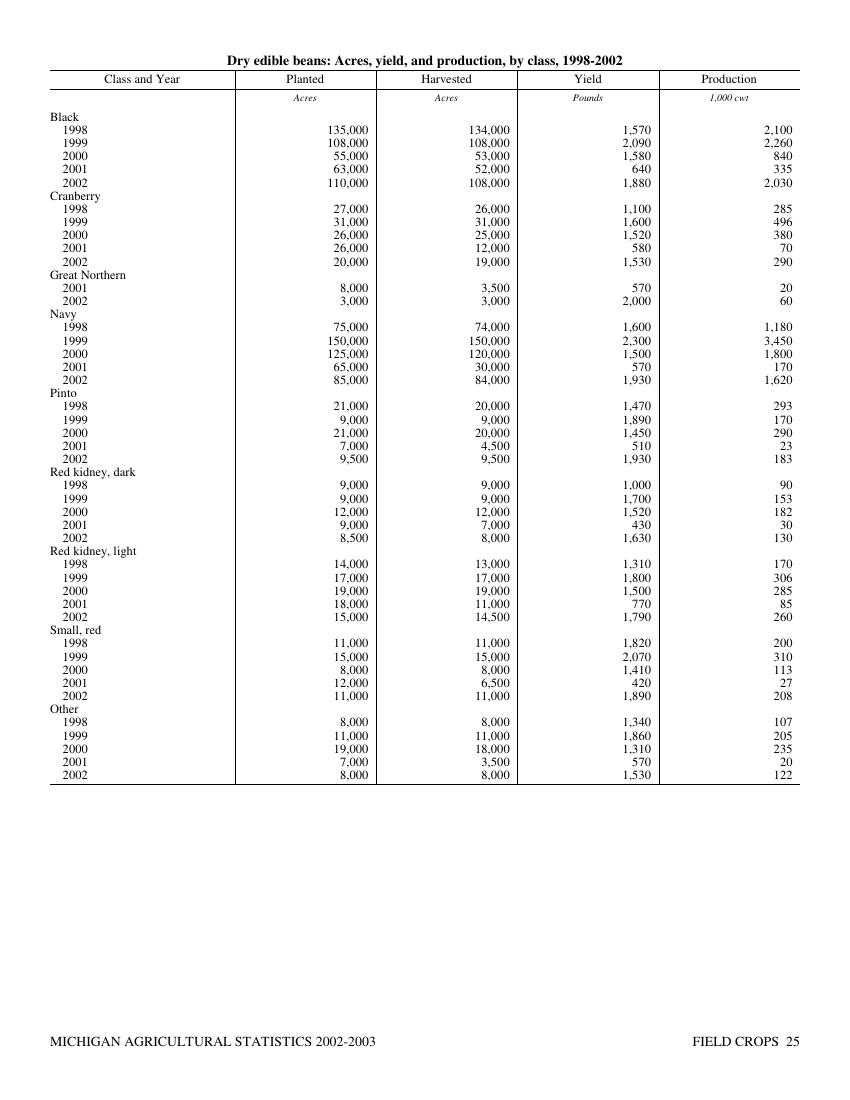 Dry edible beans: Acres, yield, and production, by class, 1998-2002
Class and Year Planted Harvested Yield Production
Acres Acres Pounds 1,000 cwt
Black
1998 135,000 134,000 1,570 2,100
1999 108,000 108,000 2,090 2,260
2000 55,000 53,000 1,580 840
2001 63,000 52,000 640 335
2002 110,000 108,000 1,880 2,030
Cranberry
1998 27,000 26,000 1,100 285
1999 31,000 31,000 1,600 496
2000 26,000 25,000 1,520 380
2001 26,000 12,000 580 70
2002 20,000 19,000 1,530 290
Great Northern
2001 8,000 3,500 570 20
2002 3,000 3,000 2,000 60
Navy
1998 75,000 74,000 1,600 1,180
1999 150,000 150,000 2,300 3,450
2000 125,000 120,000 1,500 1,800
2001 65,000 30,000 570 170
2002 85,000 84,000 1,930 1,620
Pinto
1998 21,000 20,000 1,470 293
1999 9,000 9,000 1,890 170
2000 21,000 20,000 1,450 290
2001 7,000 4,500 510 23
2002 9,500 9,500 1,930 183
Red kidney, dark
1998 9,000 9,000 1,000 90
1999 9,000 9,000 1,700 153
2000 12,000 12,000 1,520 182
2001 9,000 7,000 430 30
2002 8,500 8,000 1,630 130
Red kidney, light
1998 14,000 13,000 1,310 170
1999 17,000 17,000 1,800 306
2000 19,000 19,000 1,500 285
2001 18,000 11,000 770 85
2002 15,000 14,500 1,790 260
Small, red
1998 11,000 11,000 1,820 200
1999 15,000 15,000 2,070 310
2000 8,000 8,000 1,410 113
2001 12,000 6,500 420 27
2002 11,000 11,000 1,890 208
Other
1998 8,000 8,000 1,340 107
1999 11,000 11,000 1,860 205
2000 19,000 18,000 1,310 235
2001 7,000 3,500 570 20
2002 8,000 8,000 1,530 122
MICHIGAN AGRICULTURAL STATISTICS 2002-2003 FIELD CROPS 25